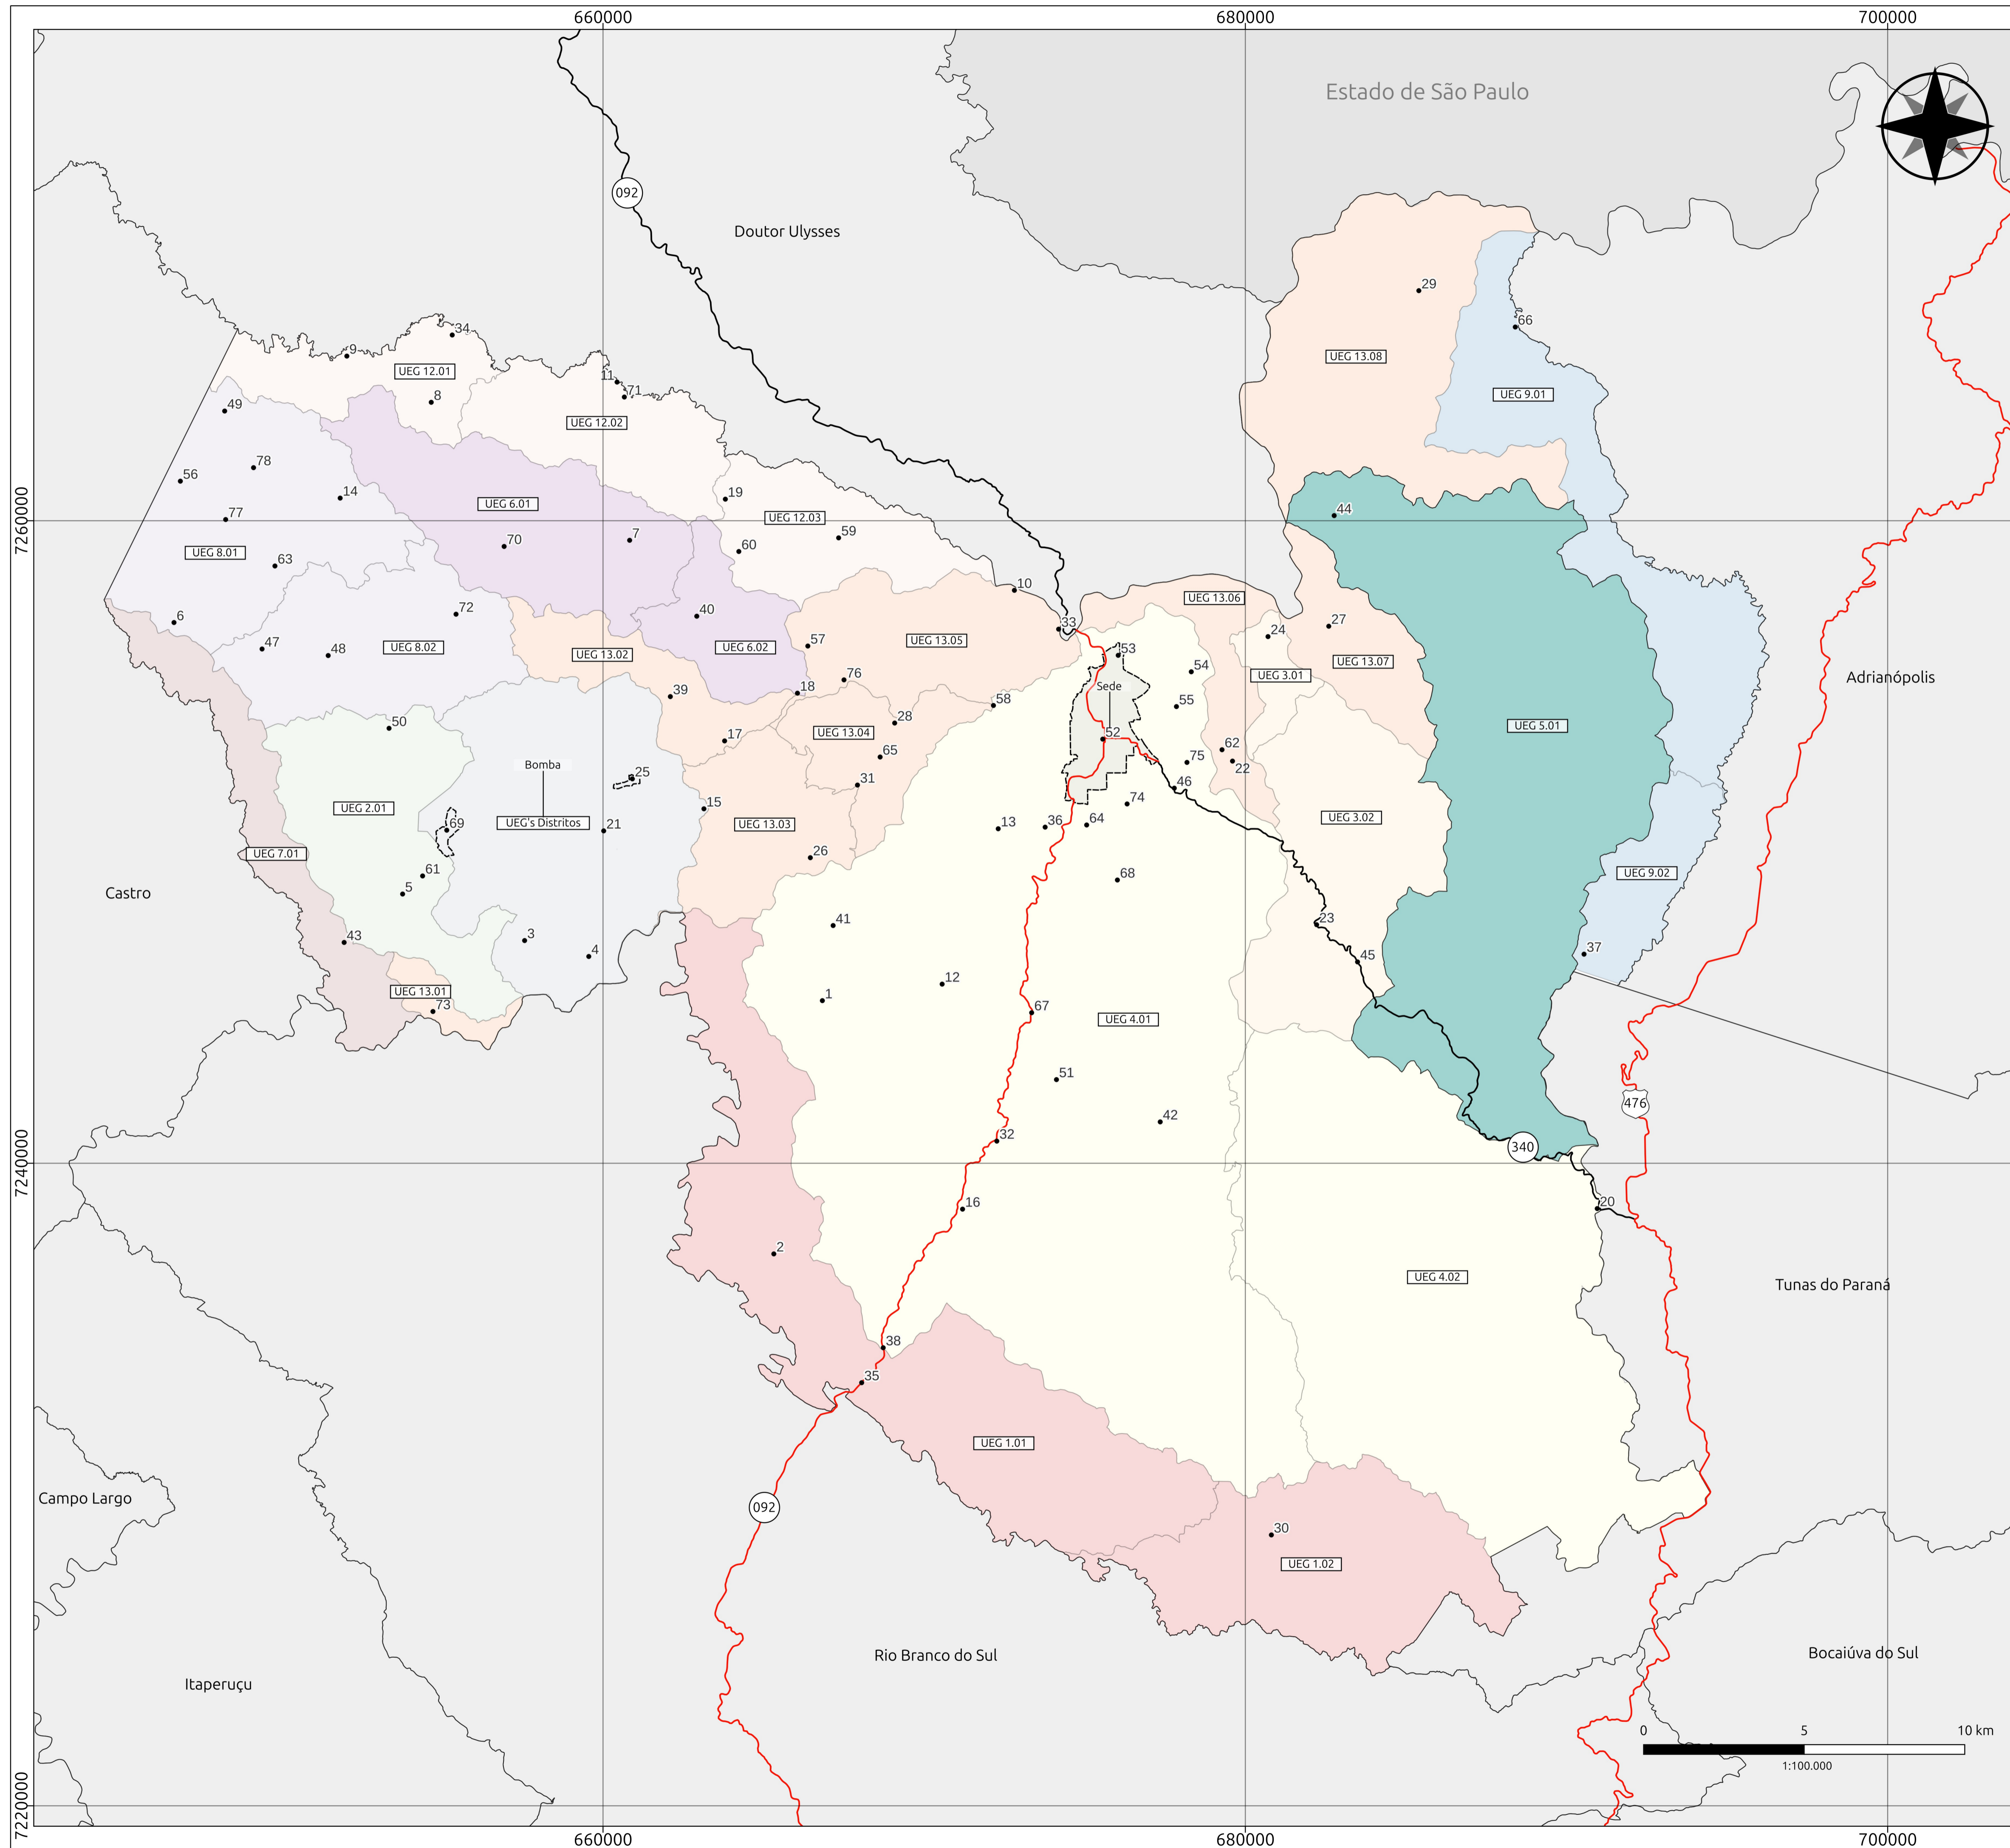 660000
680000
700000
Estado de São Paulo
092
Doutor Ulysses
29
66
34
9
UEG 13.08
UEG 12.01
11
71
8
UEG 9.01
49
UEG 12.02
78
56
14
19
UEG 6.01
7260000
77
44
UEG 12.03
7
59
70
60
UEG 8.01
63
10
UEG 13.06
40
72
6
33
27
24
57
UEG 13.05
47
48
UEG 8.02
UEG 13.02
UEG 6.02
53
UEG 13.07
54
76
UEG 3.01
Adrianópolis
Sede
39
18
58
55
50
28
UEG 5.01
17
UEG 13.04
52
62
65
75
22
Bomba
25
31
46
UEG 2.01
15
74
69
UEG's Distritos
21
UEG 13.03
13
36
64
3.02
UEG 3.02
UEG 7.01
26
61
68
UEG 9.02
5
Castro
41
23
43
3
4
37
45
12
UEG 13.01
1
73
67
UEG 4.01
51
476
42
32
340
7240000
16
20
2
UEG 4.02
Tunas do Paraná
38
35
UEG 1.01
Campo Largo
092
30
UEG 1.02
Rio Branco do Sul
Bocaiúva do Sul
Itaperuçu
0
5
10 km
1:100.000
7220000
660000
680000
700000